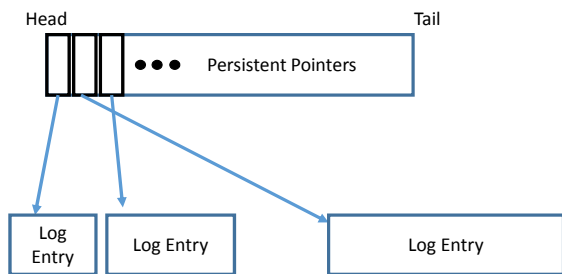 Head
Tail
Persistent Pointers
Log
Entry
Log Entry
Log Entry